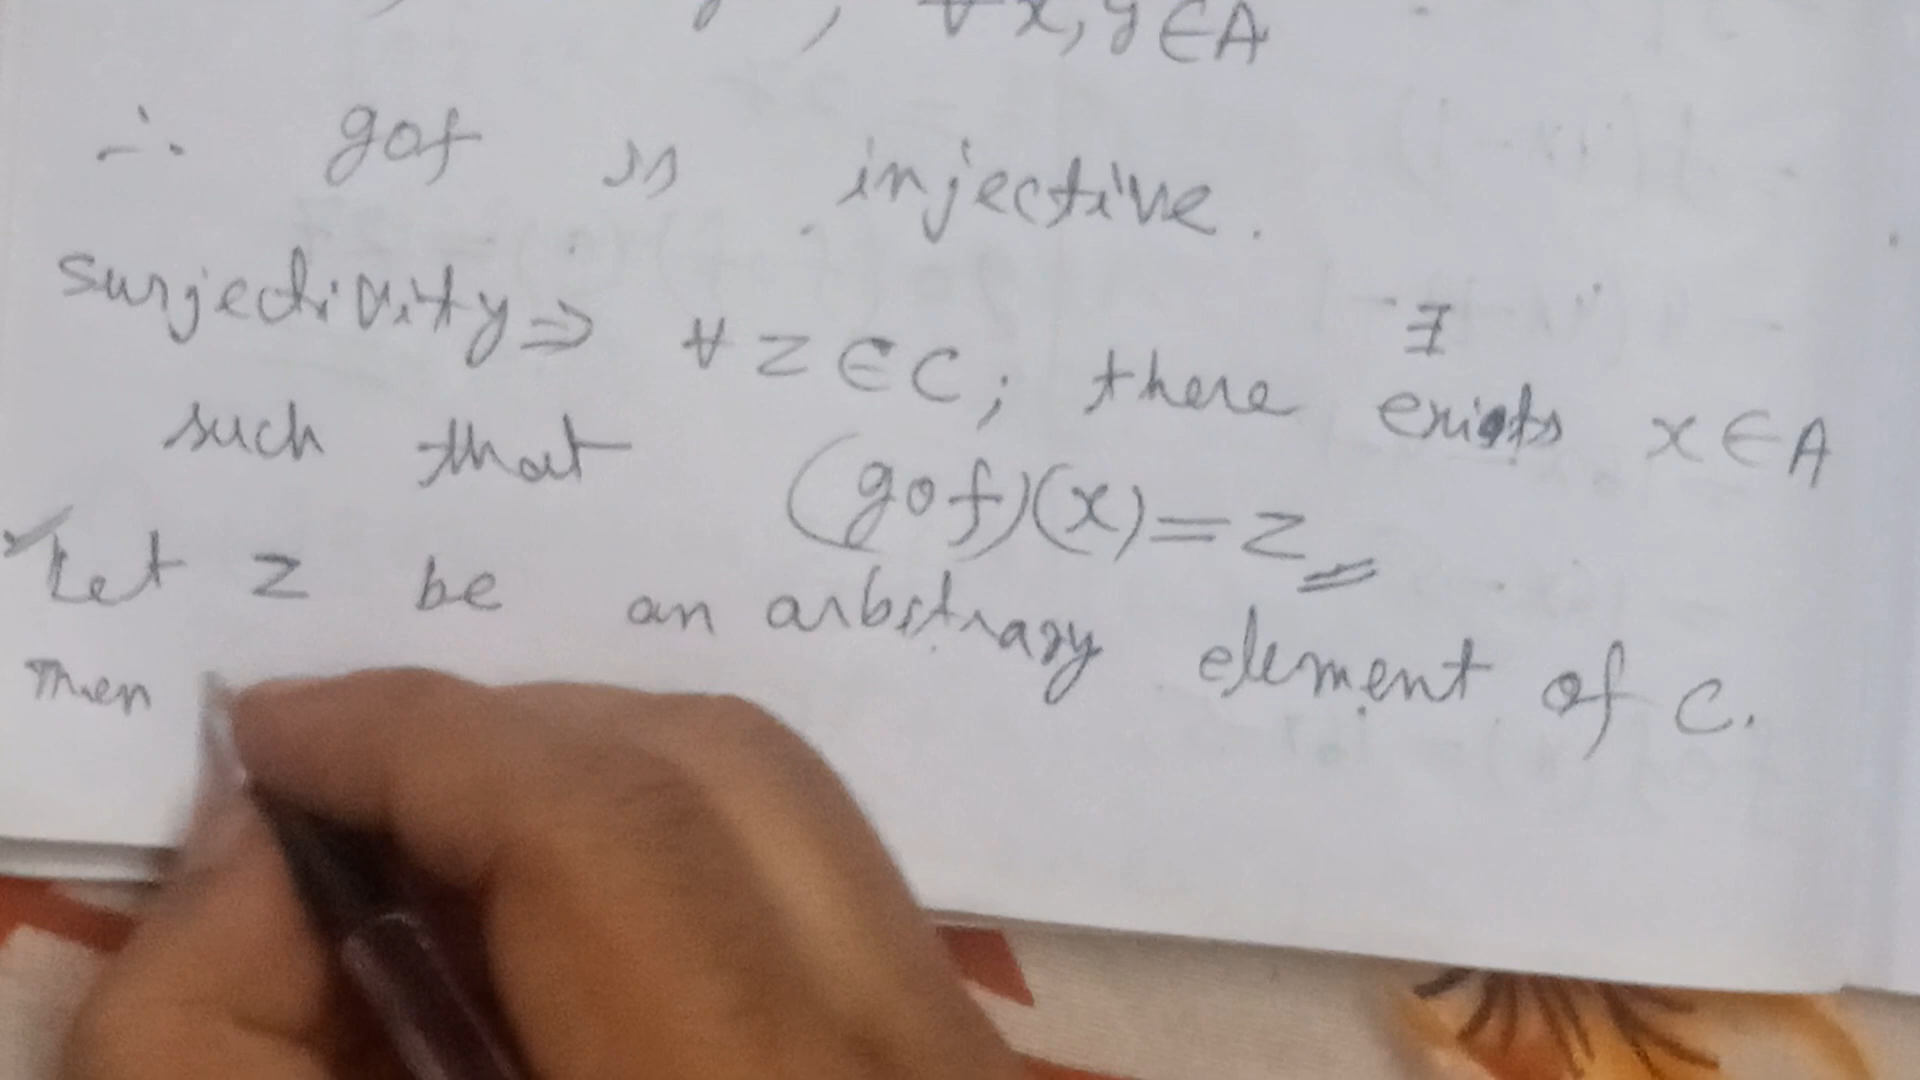 , ∀ x, y ∈ A
∴ gof is injective.
surjectivity ⇒ ∀ z ∈ C; there exists x ∈ A
∃
such that (gof)(x) = z
Let z be an arbitrary element of C.
Then